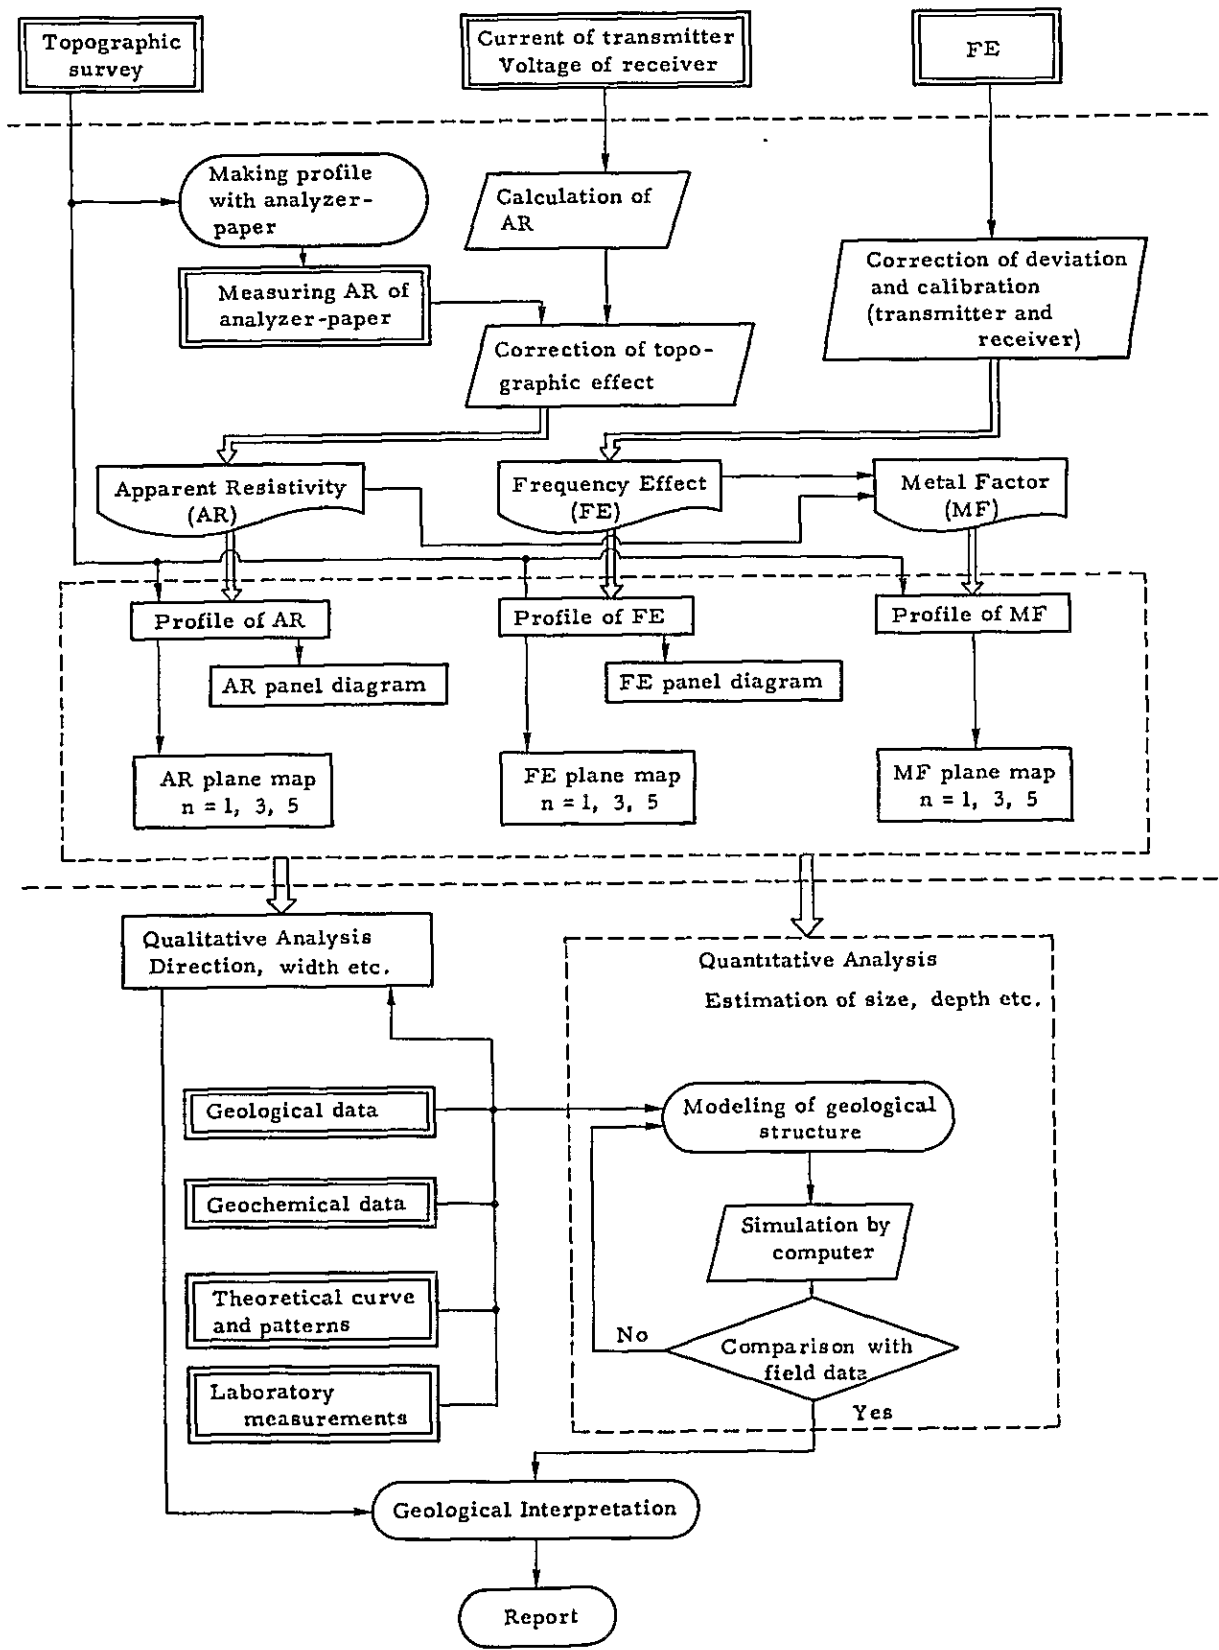 Topographic
survey
Current of transmitter
Voltage of receiver
FE
Making profile
with analyzer-
paper
Calculation of
AR
Measuring AR of
analyzer-paper
Correction of deviation
and calibration
(transmitter and
receiver)
Correction of topo-
graphic effect
Apparent Resistivity
(AR)
Frequency Effect
(FE)
Metal Factor
(MF)
Profile of AR
Profile of FE
Profile of MF
AR panel diagram
FE panel diagram
AR plane map
n = 1, 3, 5
FE plane map
n = 1, 3, 5
MF plane map
n = 1, 3, 5
Qualitative Analysis
Direction, width etc.
Quantitative Analysis
Estimation of size, depth etc.
Geological data
Modeling of geological
structure
Geochemical data
Simulation by
computer
Theoretical curve
and patterns
No
Comparison with
field data
Laboratory
measurements
Yes
Geological Interpretation
Report